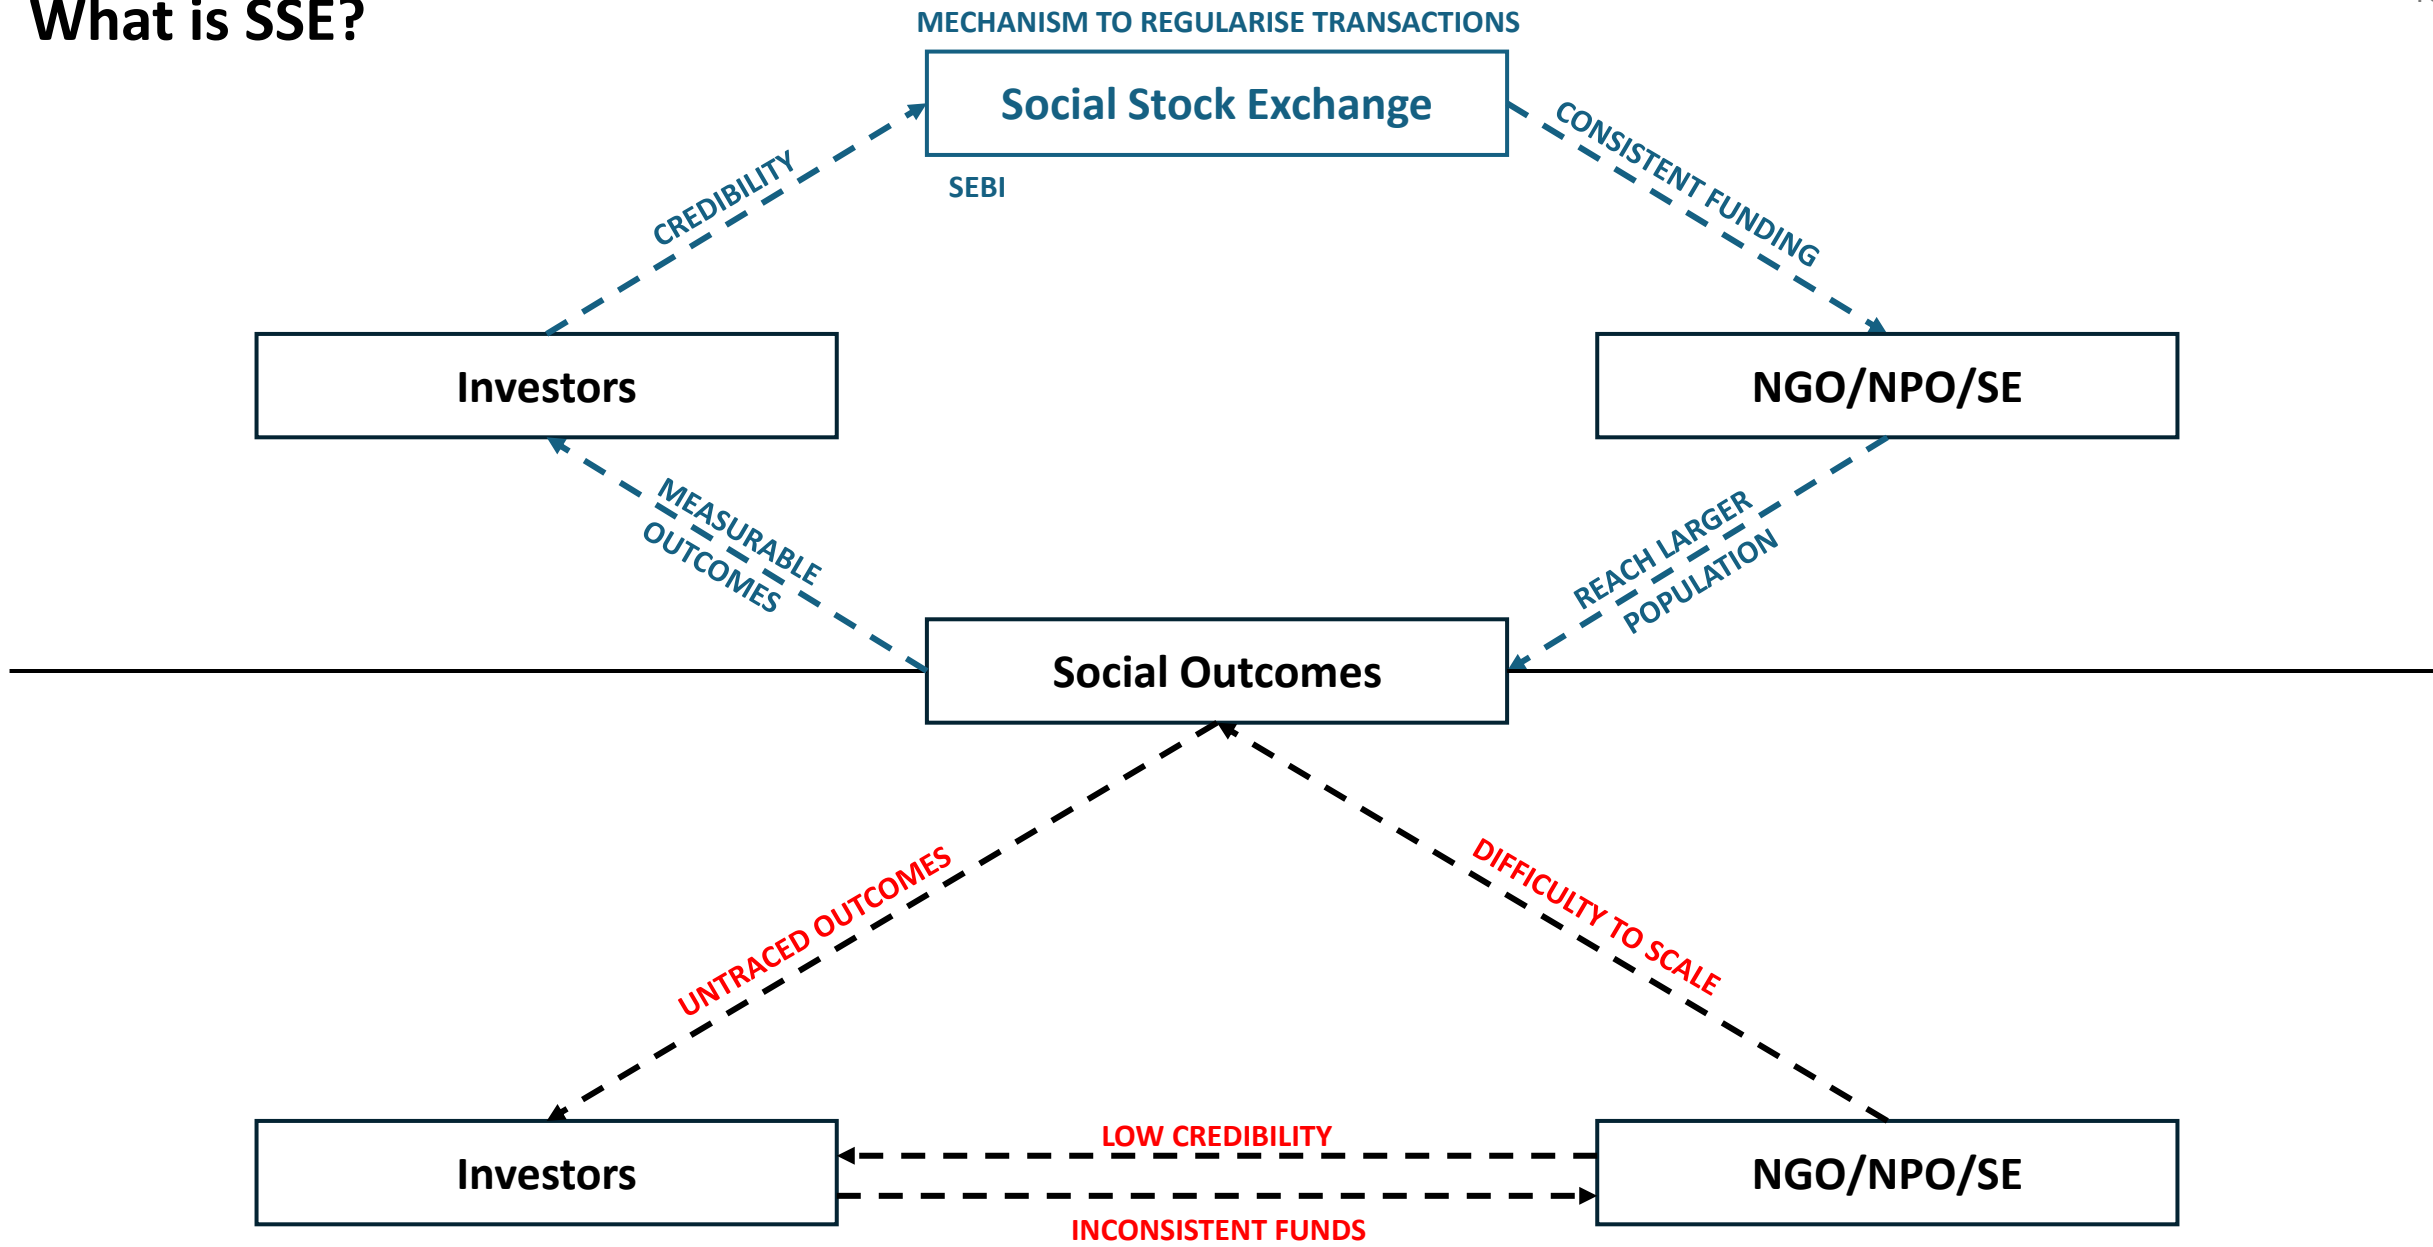 What is SSE?
MECHANISM TO REGULARISE TRANSACTIONS
Social Stock Exchange
SEBI
CREDIBILITY
CONSISTENT FUNDING
Investors
NGO/NPO/SE
MEASURABLE
OUTCOMES
REACH LARGER
POPULATION
Social Outcomes
UNTRACED OUTCOMES
DIFFICULTY TO SCALE
Investors
LOW CREDIBILITY
INCONSISTENT FUNDS
NGO/NPO/SE